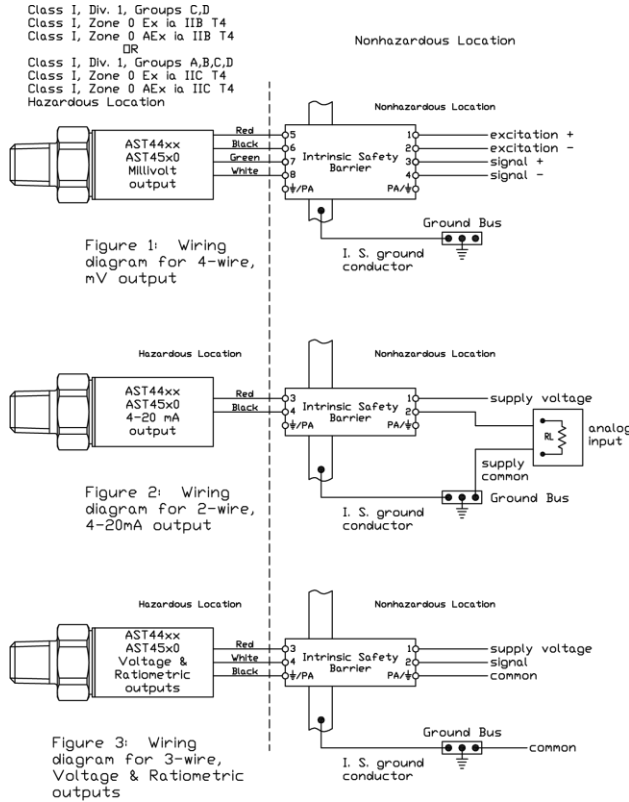 Class I, Div. 1, Groups C,D
Class I, Zone 0 Ex ia IIB T4
Class I, Zone 0 AEx ia IIB T4
OR
Class I, Div. 1, Groups A,B,C,D
Class I, Zone 0 Ex ia IIC T4
Class I, Zone 0 AEx ia IIC T4
Hazardous Location
Nonhazardous Location
Nonhazardous Location
AST44xx
AST45x0
Millivolt
output
Red
Black
Green
White
5
6
7
8
⏚/PA
Intrinsic Safety
Barrier
1
2
3
4
PA/⏚
excitation +
excitation -
signal +
signal -
Ground Bus
I. S. ground
conductor
Figure 1: Wiring
diagram for 4-wire,
mV output
Hazardous Location
Nonhazardous Location
AST44xx
AST45x0
4-20 mA
output
Red
Black
3
4
⏚/PA
Intrinsic Safety
Barrier
1
2
PA/⏚
supply voltage
RL
analog
input
supply
common
Ground Bus
I. S. ground
conductor
Figure 2: Wiring
diagram for 2-wire,
4-20mA output
Hazardous Location
Nonhazardous Location
AST44xx
AST45x0
Voltage &
Ratiometric
outputs
Red
White
Black
3
4
⏚/PA
Intrinsic Safety
Barrier
1
2
PA/⏚
supply voltage
signal
common
Ground Bus
common
I. S. ground
conductor
Figure 3: Wiring
diagram for 3-wire,
Voltage & Ratiometric
outputs